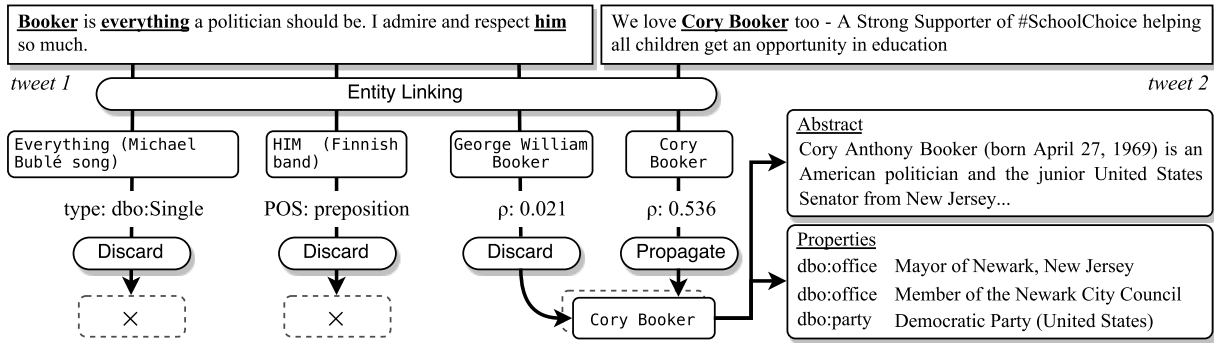 Booker is everything a politician should be. I admire and respect him
so much.
We love Cory Booker too - A Strong Supporter of #SchoolChoice helping
all children get an opportunity in education
tweet 1
Entity Linking
tweet 2
Everything (Michael
Bublé song)
HIM (Finnish
band)
George William
Booker
Cory
Booker
type: dbo:Single
POS: preposition
ρ: 0.021
ρ: 0.536
Discard
Discard
Discard
Propagate
×
×
Cory Booker
Abstract
Cory Anthony Booker (born April 27, 1969) is an
American politician and the junior United States
Senator from New Jersey...
Properties
dbo:office Mayor of Newark, New Jersey
dbo:office Member of the Newark City Council
dbo:party Democratic Party (United States)